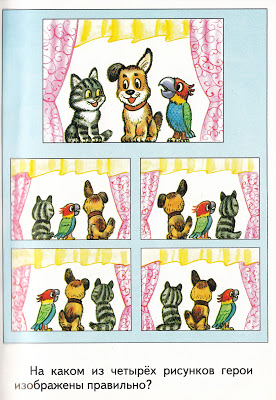 На каком из четырёх рисунков герои
изображены правильно?